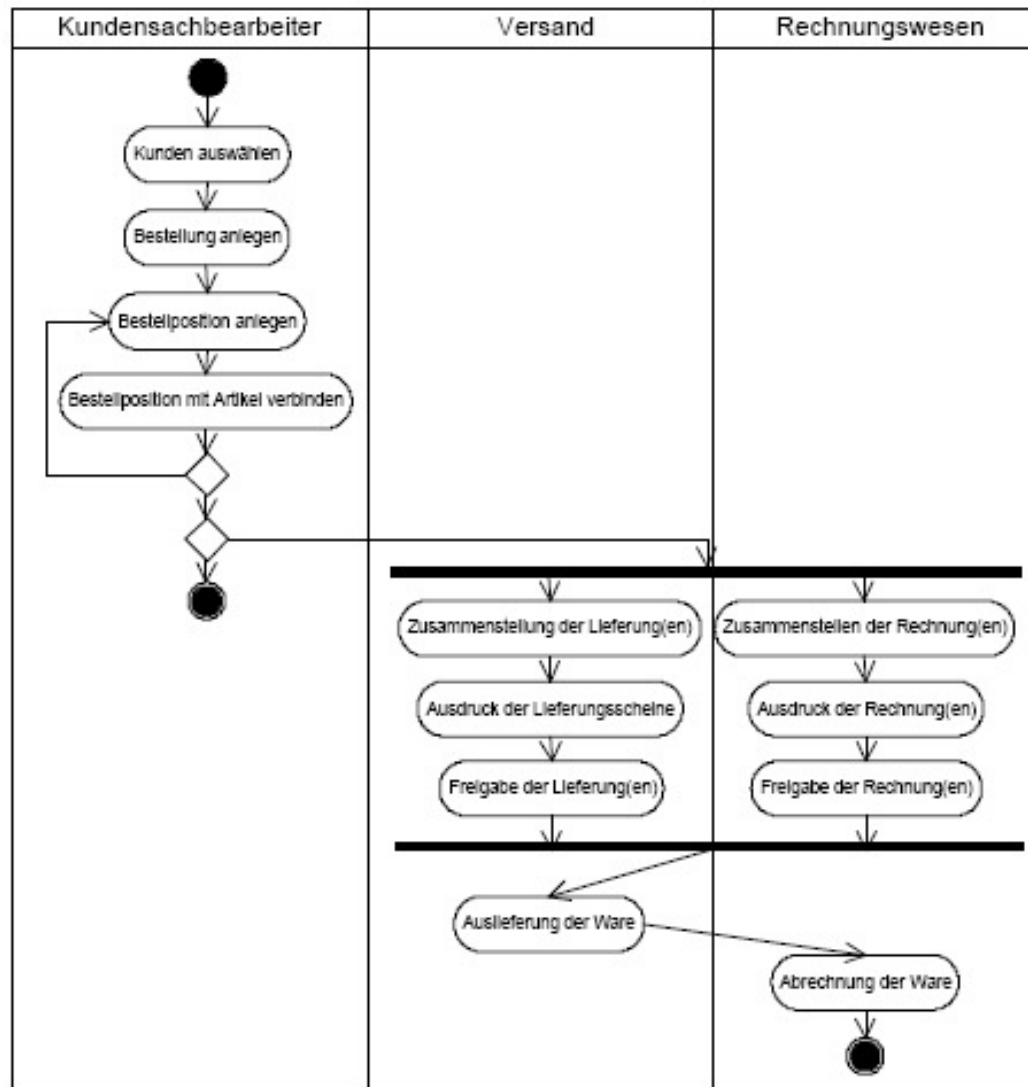 Kundensachbearbeiter
Versand
Rechnungswesen
Kunden auswählen
Bestellung anlegen
Bestellposition anlegen
Bestellposition mit Artikel verbinden
Zusammenstellung der Lieferung(en)
Zusammenstellen der Rechnung(en)
Ausdruck der Lieferungsscheine
Ausdruck der Rechnung(en)
Freigabe der Lieferung(en)
Freigabe der Rechnung(en)
Auslieferung der Ware
Abrechnung der Ware